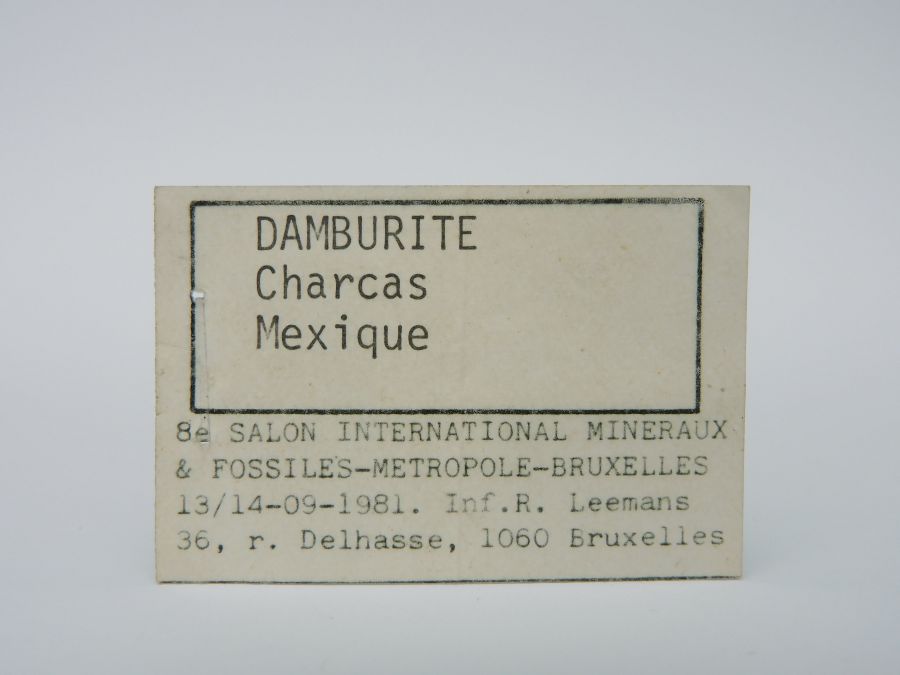 DAMBURITE
Charcas
Mexique
8e SALON INTERNATIONAL MINERAUX
& FOSSILES-METROPOLE-BRUXELLES
13/14-09-1981. Inf.R. Leemans
36, r. Delhasse, 1060 Bruxelles